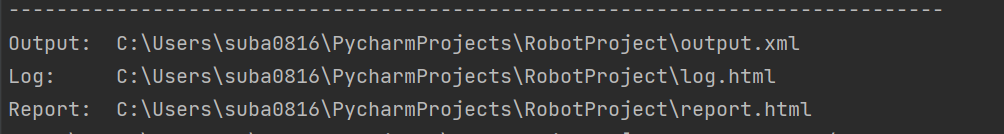 ------------------------------------------------------------------------------
Output:  C:\Users\suba0816\PycharmProjects\RobotProject\output.xml
Log:     C:\Users\suba0816\PycharmProjects\RobotProject\log.html
Report:  C:\Users\suba0816\PycharmProjects\RobotProject\report.html